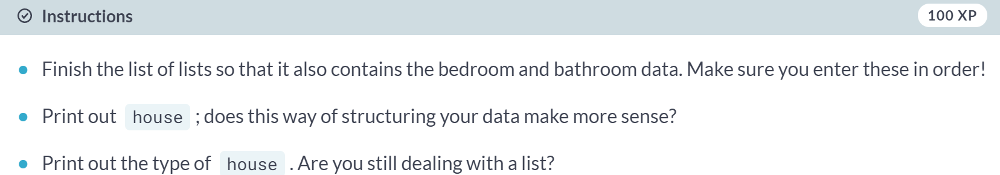 Instructions
100 XP
Finish the list of lists so that it also contains the bedroom and bathroom data. Make sure you enter these in order!
Print out house ; does this way of structuring your data make more sense?
Print out the type of house . Are you still dealing with a list?